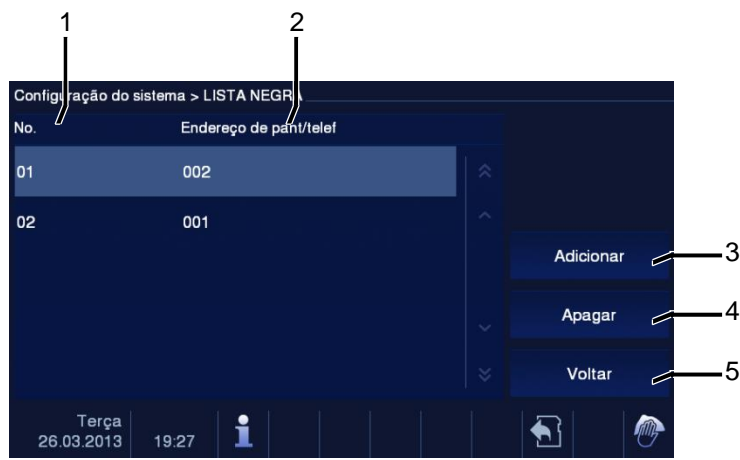 1 2
Configuração do sistema > LISTA NEGRA
No. Endereço de pant/telef
01 002
02 001
Adicionar 3
Apagar 4
Voltar 5
Terça
26.03.2013 19:27